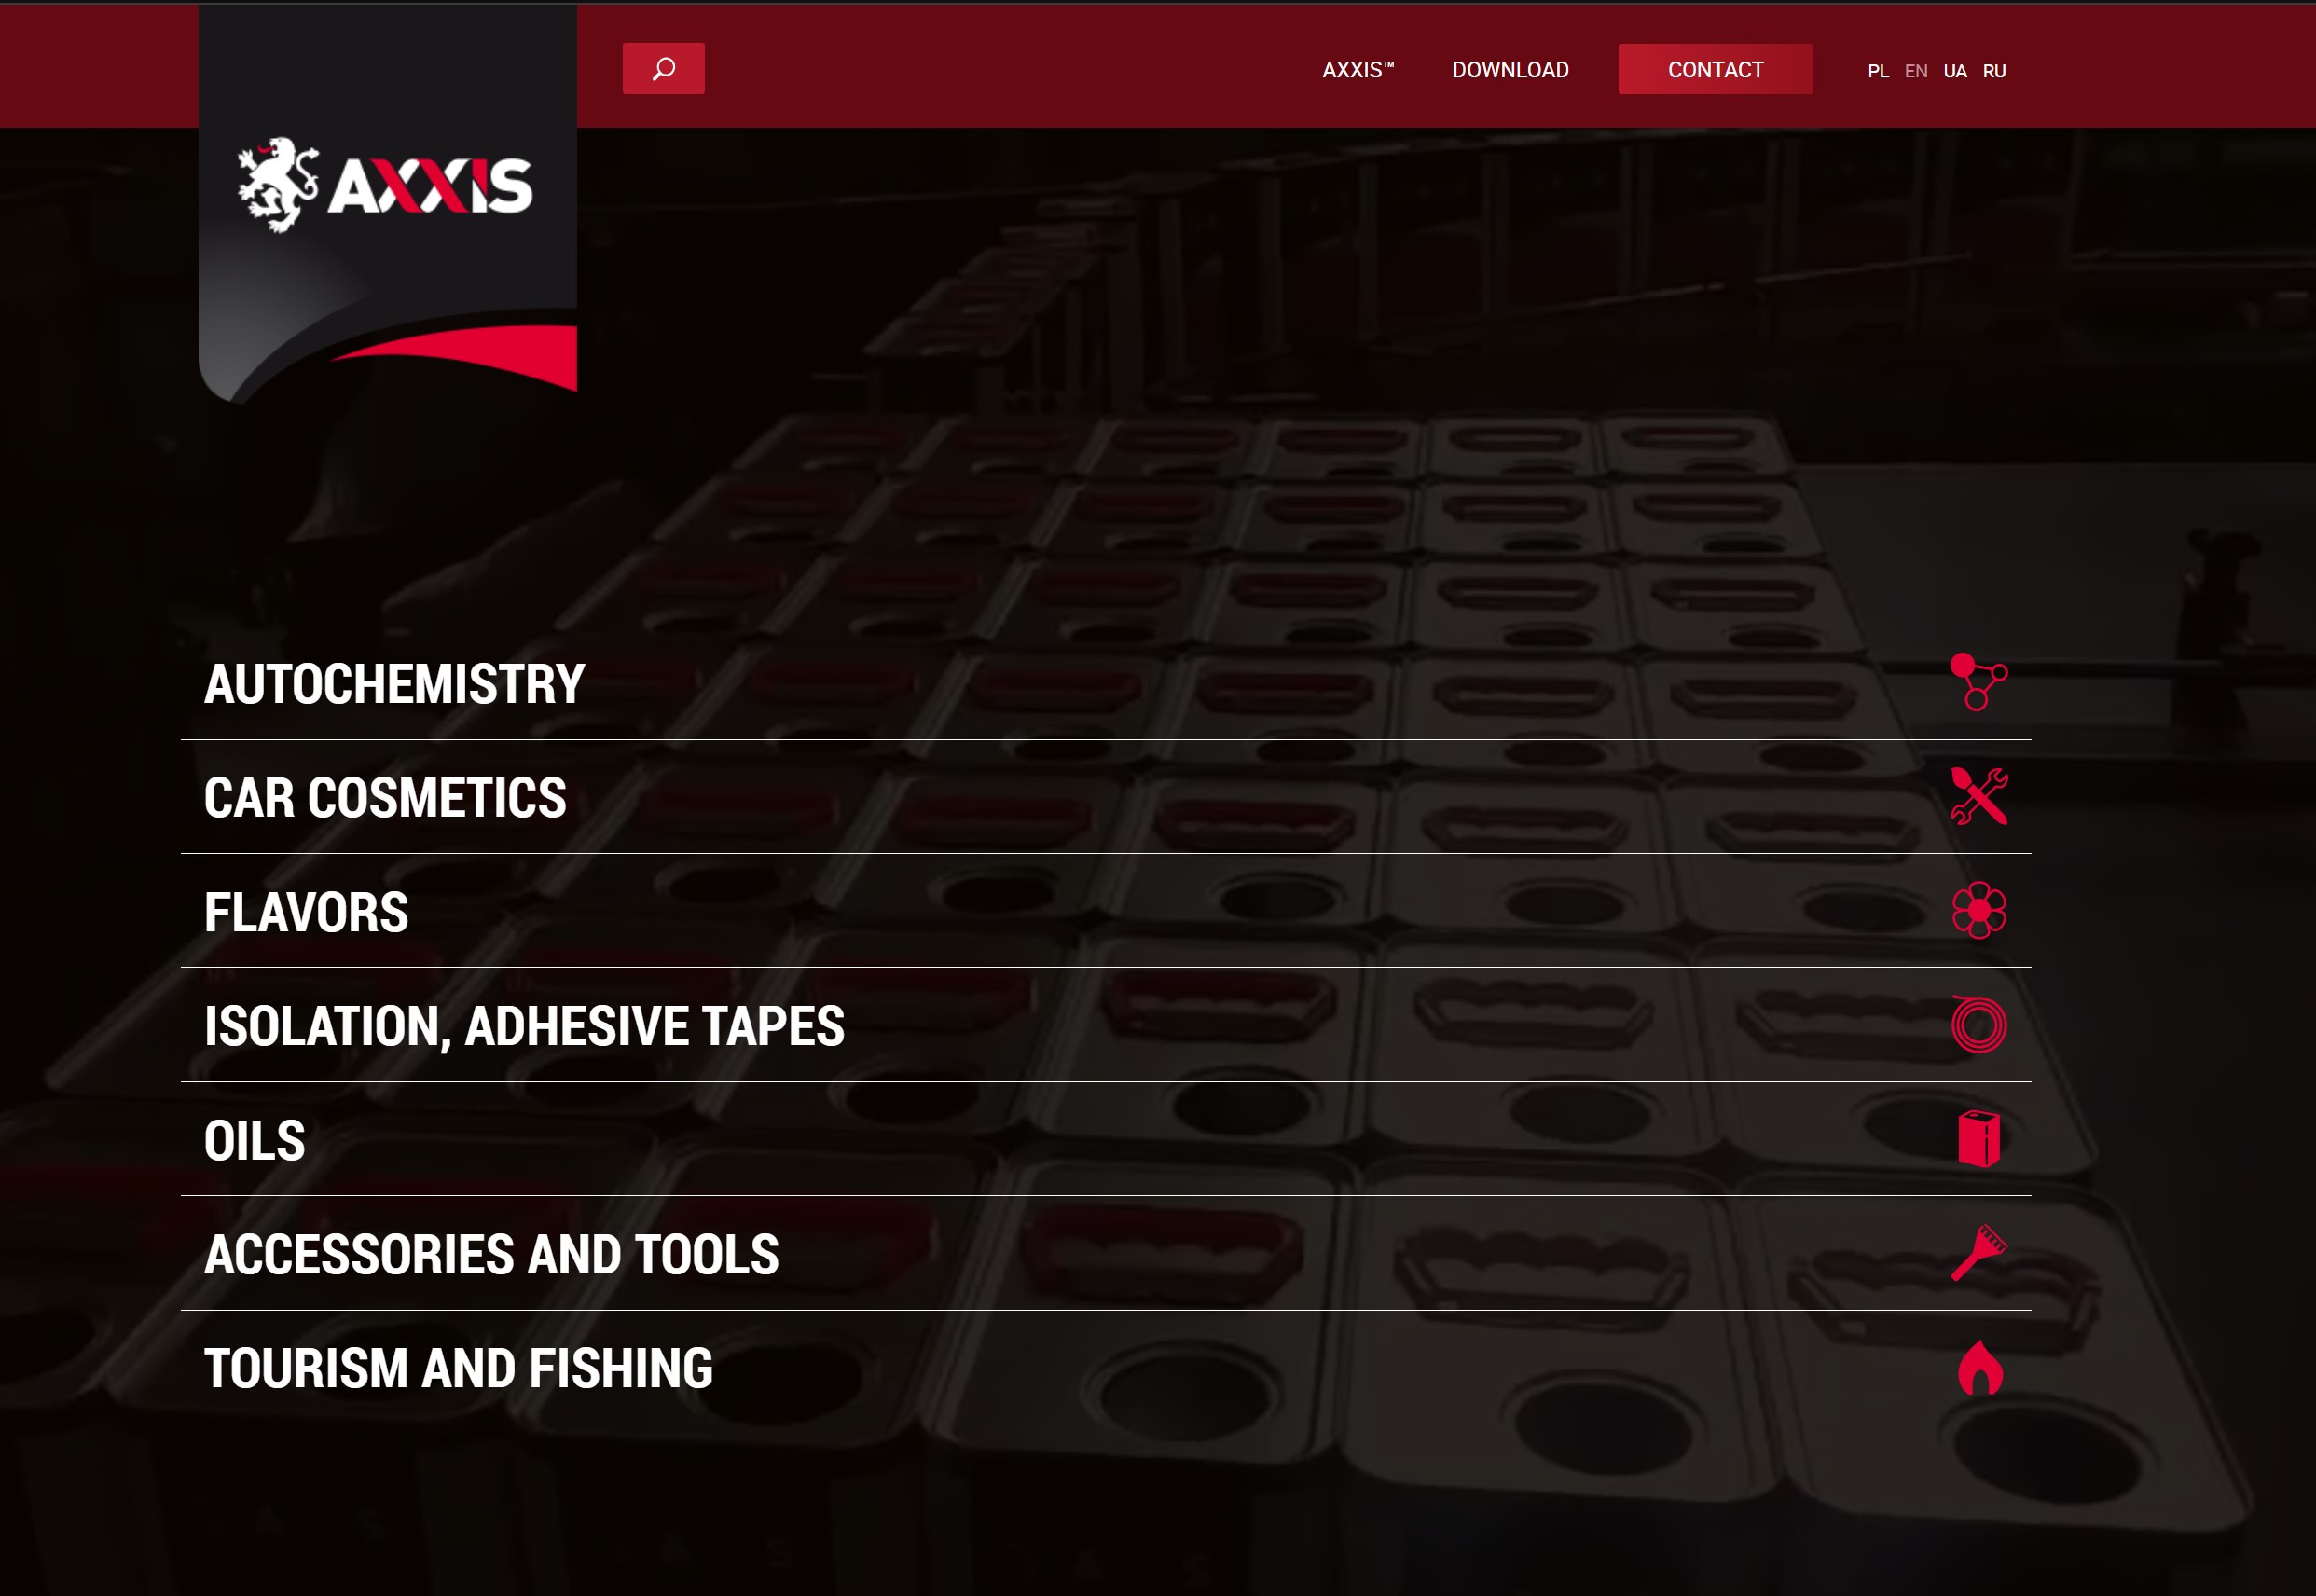 AXXIS™ DOWNLOAD CONTACT PL EN UA RU
AXXIS
AUTOCHEMISTRY
CAR COSMETICS
FLAVORS
ISOLATION, ADHESIVE TAPES
OILS
ACCESSORIES AND TOOLS
TOURISM AND FISHING